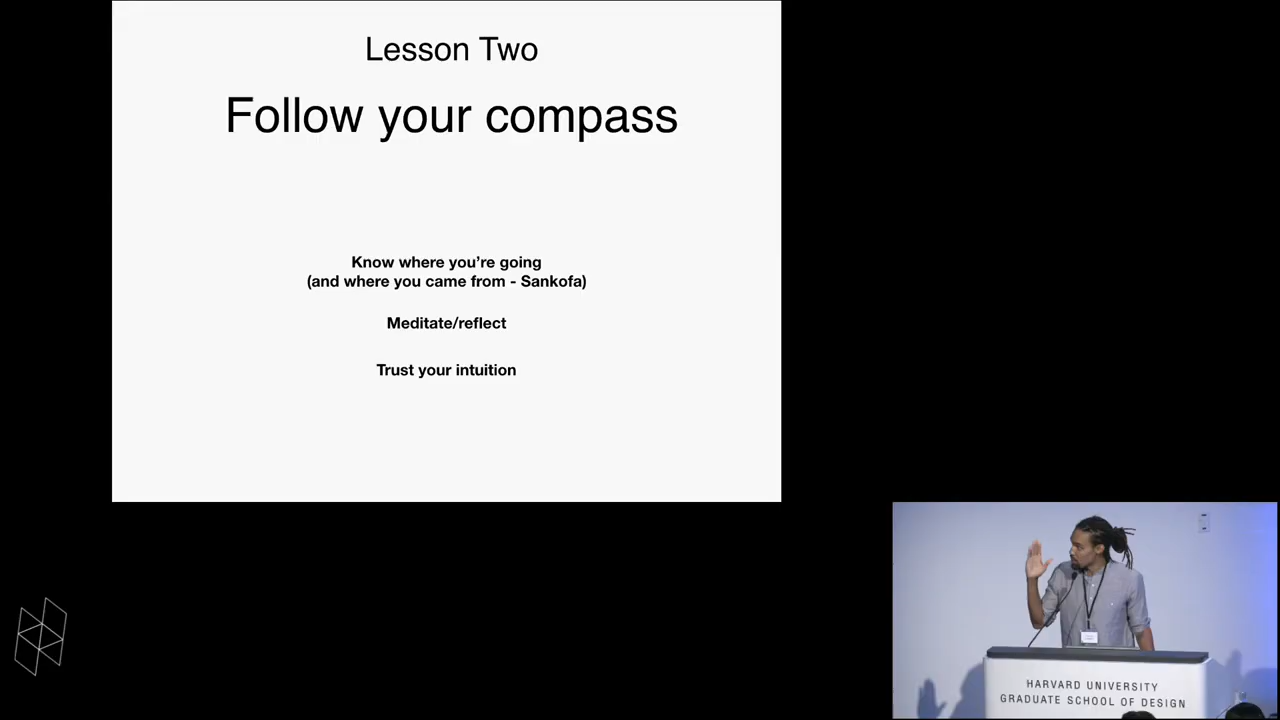 Lesson Two
Follow your compass
Know where you're going
(and where you came from - Sankofa)
Meditate/reflect
Trust your intuition
HARVARD UNIVERSITY
GRADUATE SCHOOL OF DESIGN